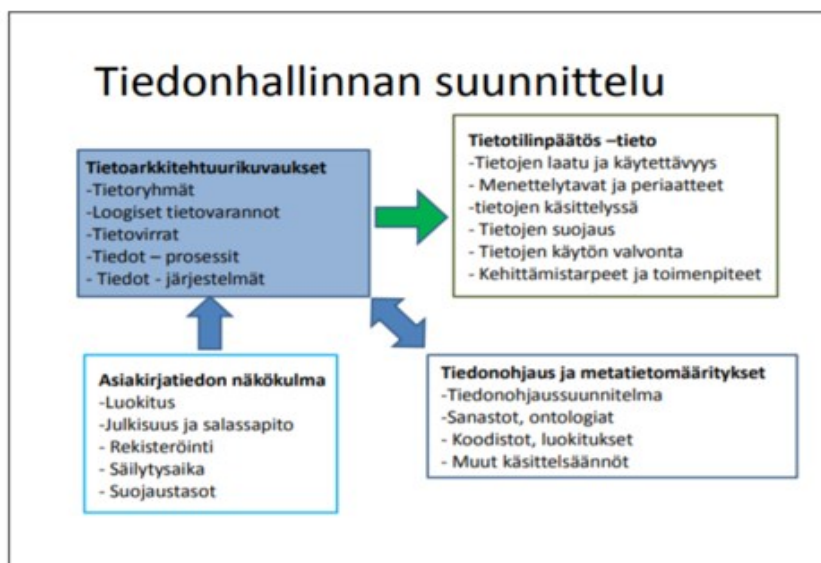 Tiedonhallinnan suunnittelu
Tietoarkkitehtuurikuvaukset
-Tietoryhmät
-Loogiset tietovarannot
-Tietovirrat
-Tiedot – prosessit
- Tiedot - järjestelmät
Tietotilinpäätös –tieto
-Tietojen laatu ja käytettävyys
- Menettelytavat ja periaatteet
-tietojen käsittelyssä
- Tietojen suojaus
- Tietojen käytön valvonta
- Kehittämistarpeet ja toimenpiteet
Asiakirjatiedon näkökulma
-Luokitus
-Julkisuus ja salassapito
- Rekisteröinti
- Säilytysaika
- Suojaustasot
Tiedonohjaus ja metatietomääritykset
-Tiedonohjaussuunnitelma
-Sanastot, ontologiat
- Koodistot, luokitukset
- Muut käsittelsäännöt